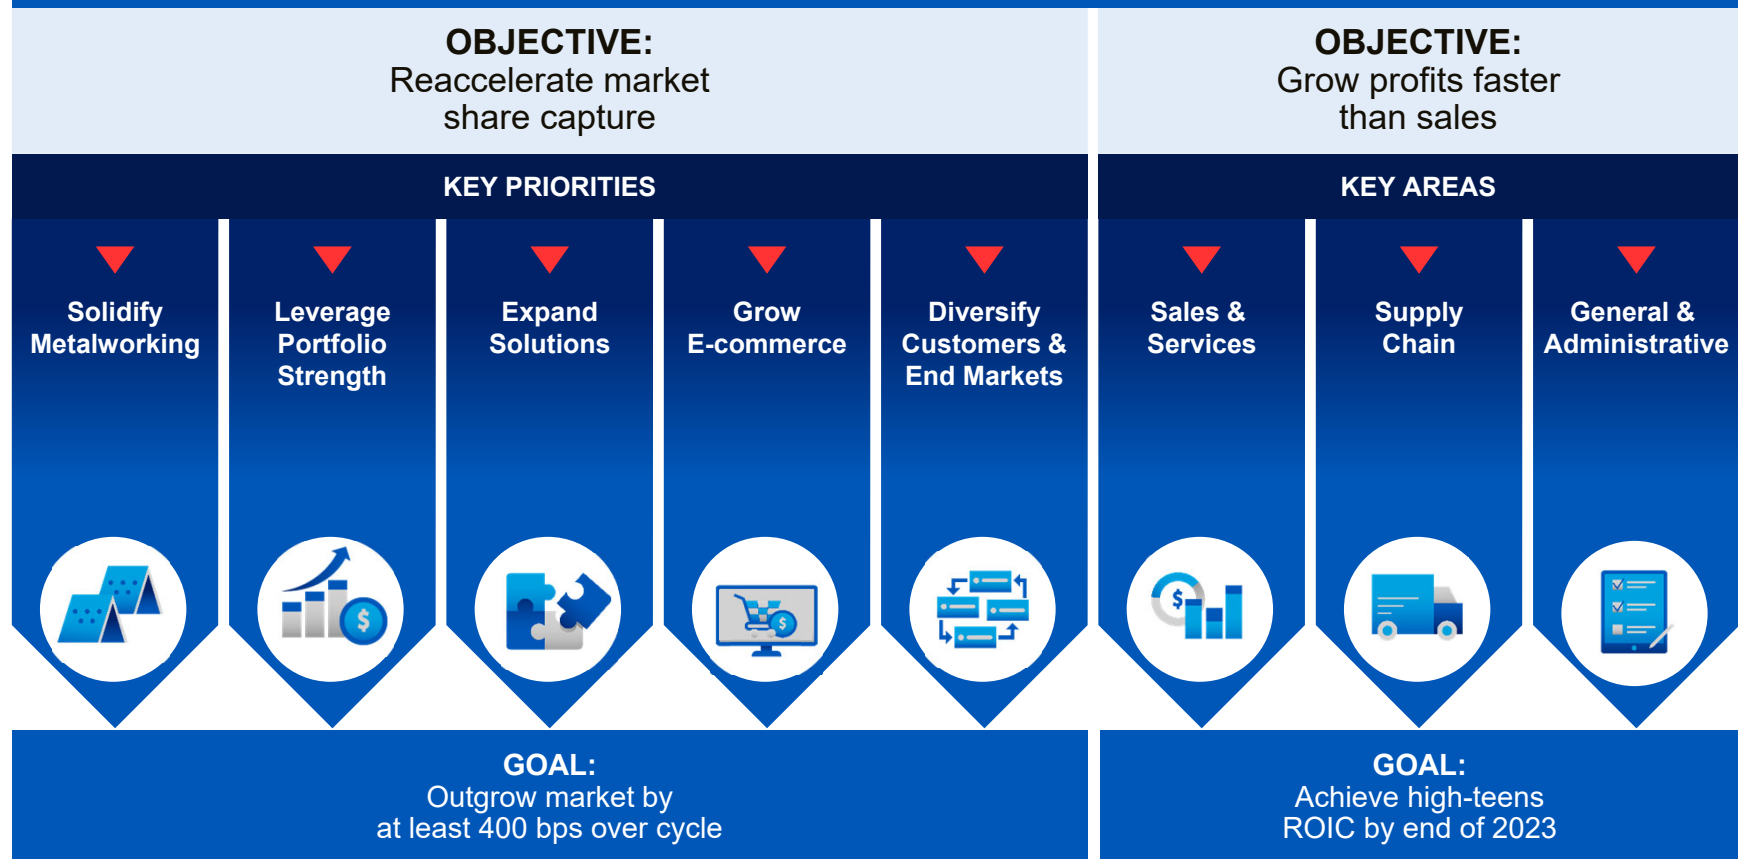 OBJECTIVE:
Reaccelerate market
share capture
KEY PRIORITIES
Solidify
Metalworking
Leverage
Portfolio
Strength
Expand
Solutions
Grow
E-commerce
Diversify
Customers &
End Markets
$
$
GOAL:
Outgrow market by
at least 400 bps over cycle
OBJECTIVE:
Grow profits faster
than sales
KEY AREAS
Sales &
Services
Supply
Chain
General &
Administrative
$
GOAL:
Achieve high-teens
ROIC by end of 2023